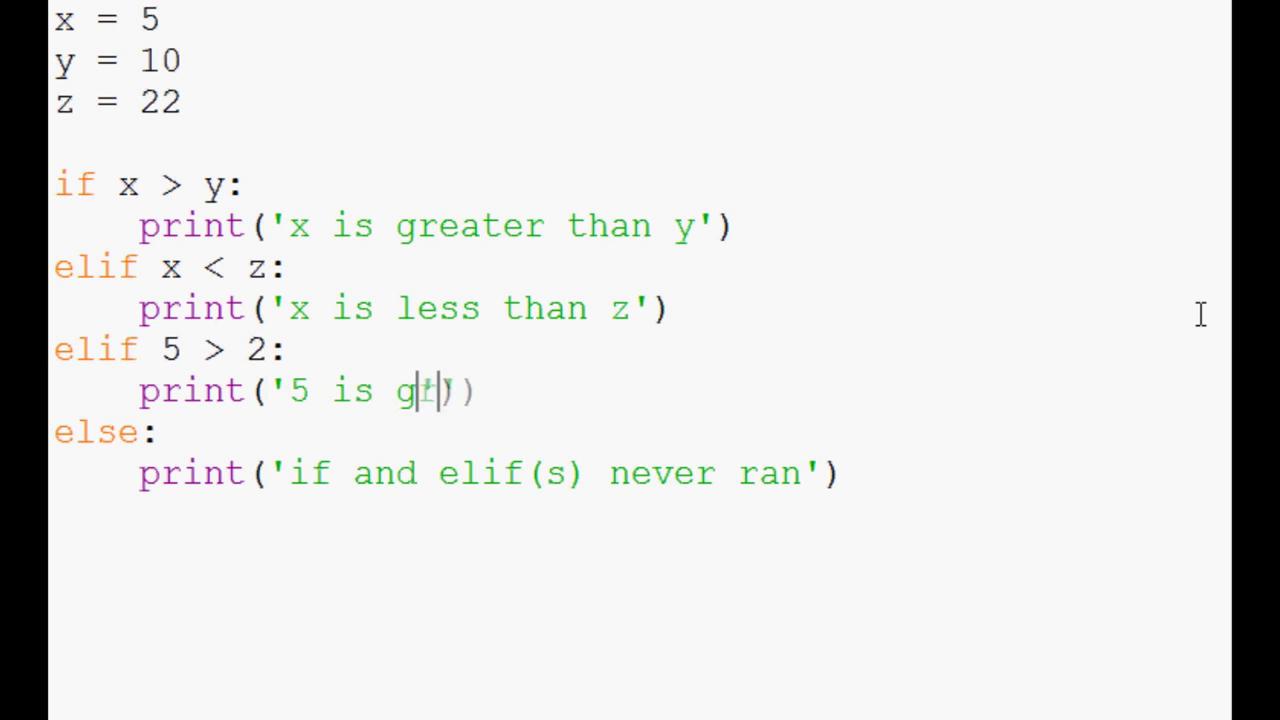 x = 5
y = 10
z = 22
if x > y:
    print('x is greater than y')
elif x < z:
    print('x is less than z')
elif 5 > 2:
    print('5 is gr')
else:
    print('if and elif(s) never ran')